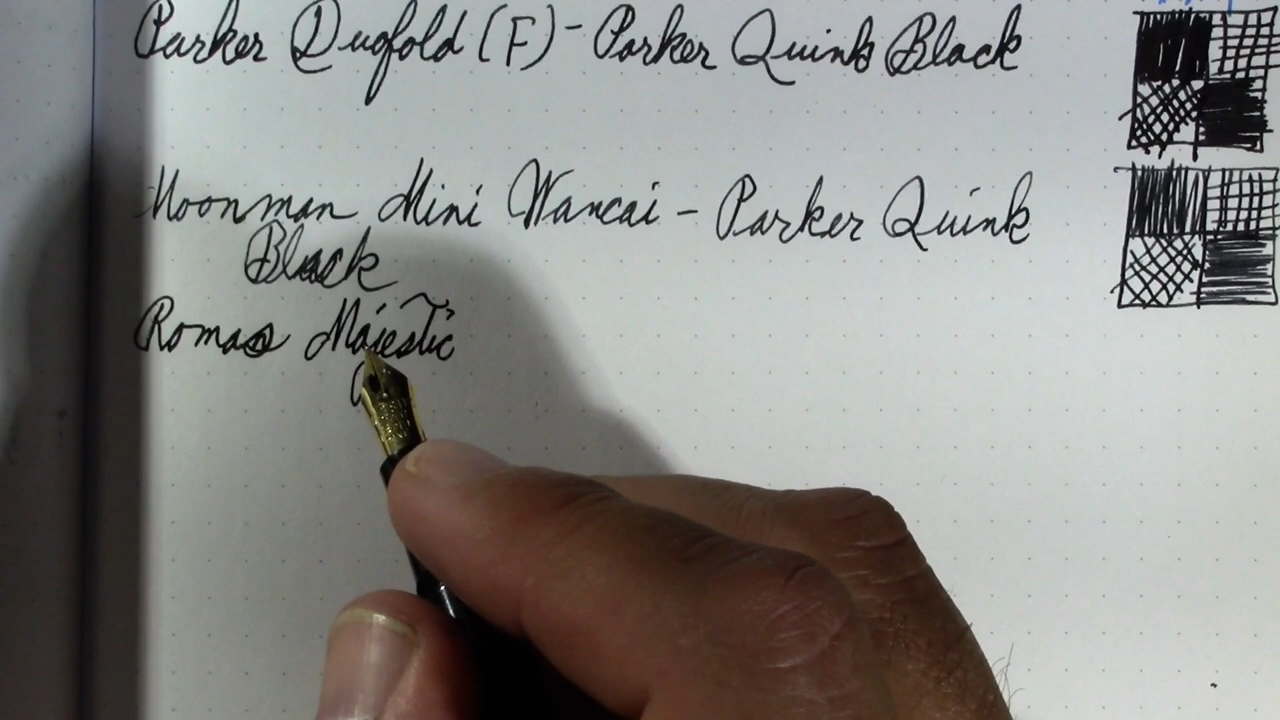 Parker Duofold (F) - Parker Quink Black
Moonman Mini Wancai - Parker Quink
Black
Romas Majestic